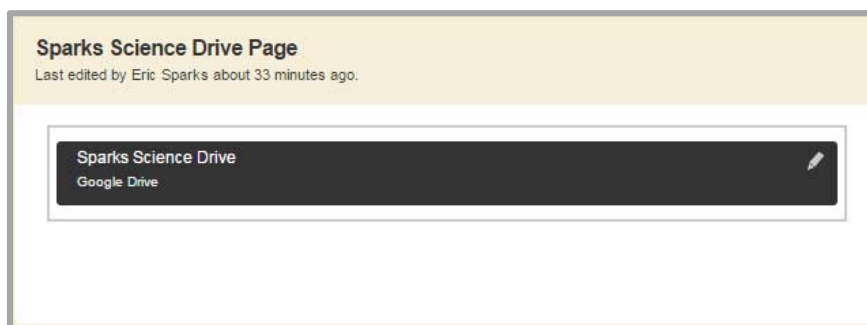 Sparks Science Drive Page
Last edited by Eric Sparks about 33 minutes ago.
Sparks Science Drive
Google Drive